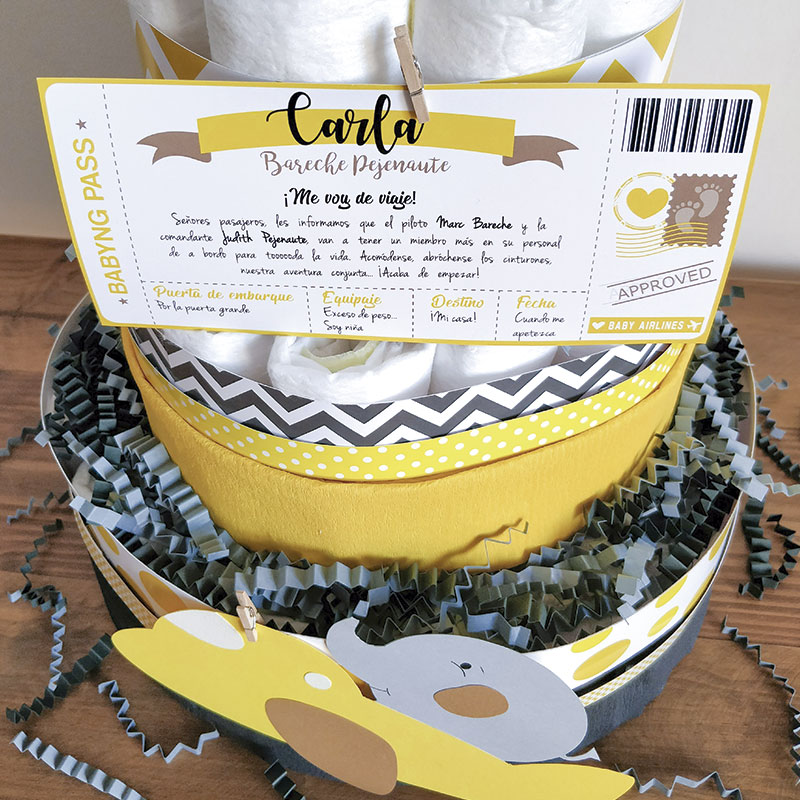 BABYNG PASS
Carla
Bareche Pejenaute
¡Me voy de viaje!
Señores pasajeros, les informamos que el piloto Marc Bareche y la
comandante Judith Pejenaute, van a tener un miembro más en su personal
de a bordo para toooooda la vida. Acomódense, abróchense los cinturones,
nuestra aventura conjunta... ¡Acaba de empezar!
Puerta de embarque
Por la puerta grande
Equipaje
Exceso de peso...
Soy niña
Destino
¡Mi casa!
Fecha
Cuando me
apetezca
APPROVED
BABY AIRLINES